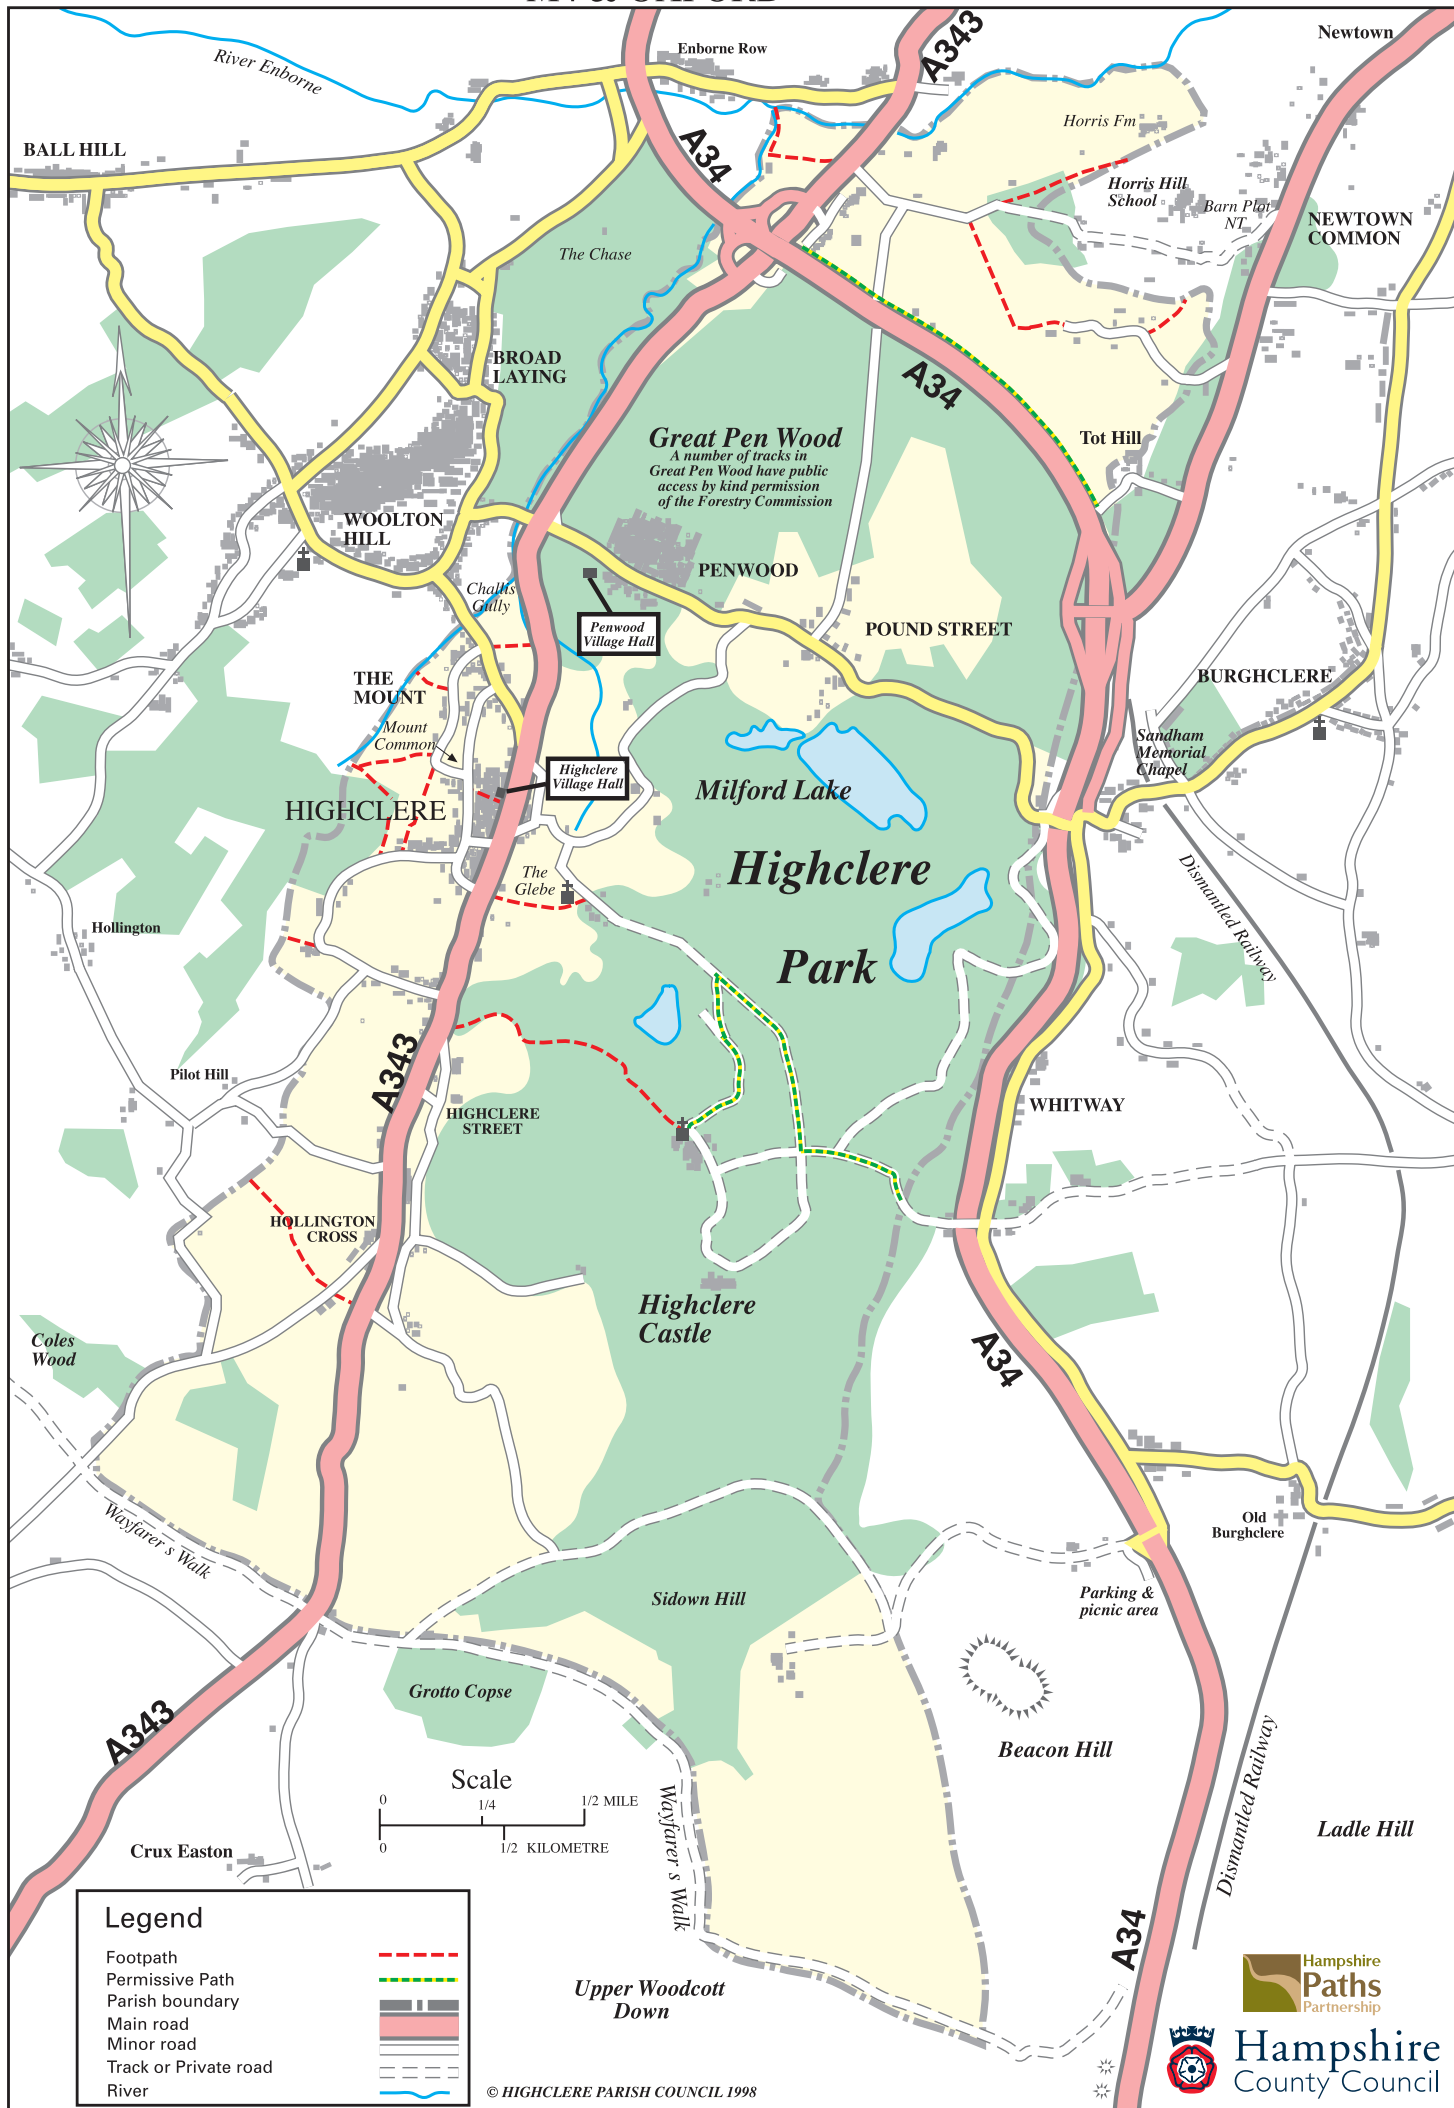 River Enborne
Enborne Row
A343
Newtown
BALL HILL
A34
Horris Fm
Horris Hill
School
Barn Plot
NT
NEWTOWN
COMMON
The Chase
BROAD
LAYING
A34
Great Pen Wood
A number of tracks in
Great Pen Wood have public
access by kind permission
of the Forestry Commission
Tot Hill
WOOLTON
HILL
PENWOOD
Challis
Gully
Penwood
Village Hall
POUND STREET
THE
MOUNT
BURGHCLERE
Mount
Common
Sandham
Memorial
Chapel
Highclere
Village Hall
Milford Lake
HIGHCLERE
Highclere
Park
The
Glebe
Dismantled Railway
Hollington
A343
Pilot Hill
HIGHCLERE
STREET
WHITWAY
HOLLINGTON
CROSS
Highclere
Castle
Coles
Wood
A34
Wayfarer s Walk
Old
Burghclere
Sidown Hill
Parking &
picnic area
Grotto Copse
A343
Beacon Hill
Scale
0
1/4
1/2 MILE
0
1/2 KILOMETRE
Wayfarer s Walk
Dismantled Railway
Ladle Hill
Crux Easton
A34
Legend
Footpath
Permissive Path
Parish boundary
Main road
Minor road
Track or Private road
River
Upper Woodcott
Down
© HIGHCLERE PARISH COUNCIL 1998
Hampshire
Paths
Partnership
Hampshire
County Council